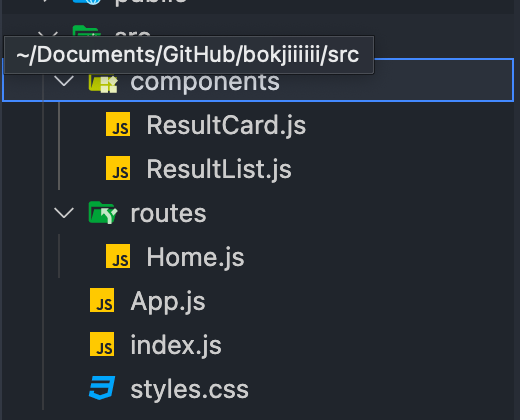 public
src
~/Documents/GitHub/bokjiiiiii/src
components
JS ResultCard.js
JS ResultList.js
routes
JS Home.js
JS App.js
JS index.js
styles.css